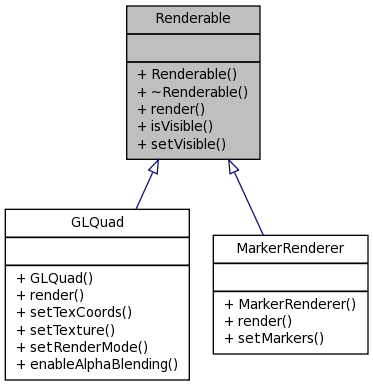 Renderable
+ Renderable()
+ ~Renderable()
+ render()
+ isVisible()
+ setVisible()
GLQuad
+ GLQuad()
+ render()
+ setTexCoords()
+ setTexture()
+ setRenderMode()
+ enableAlphaBlending()
MarkerRenderer
+ MarkerRenderer()
+ render()
+ setMarkers()